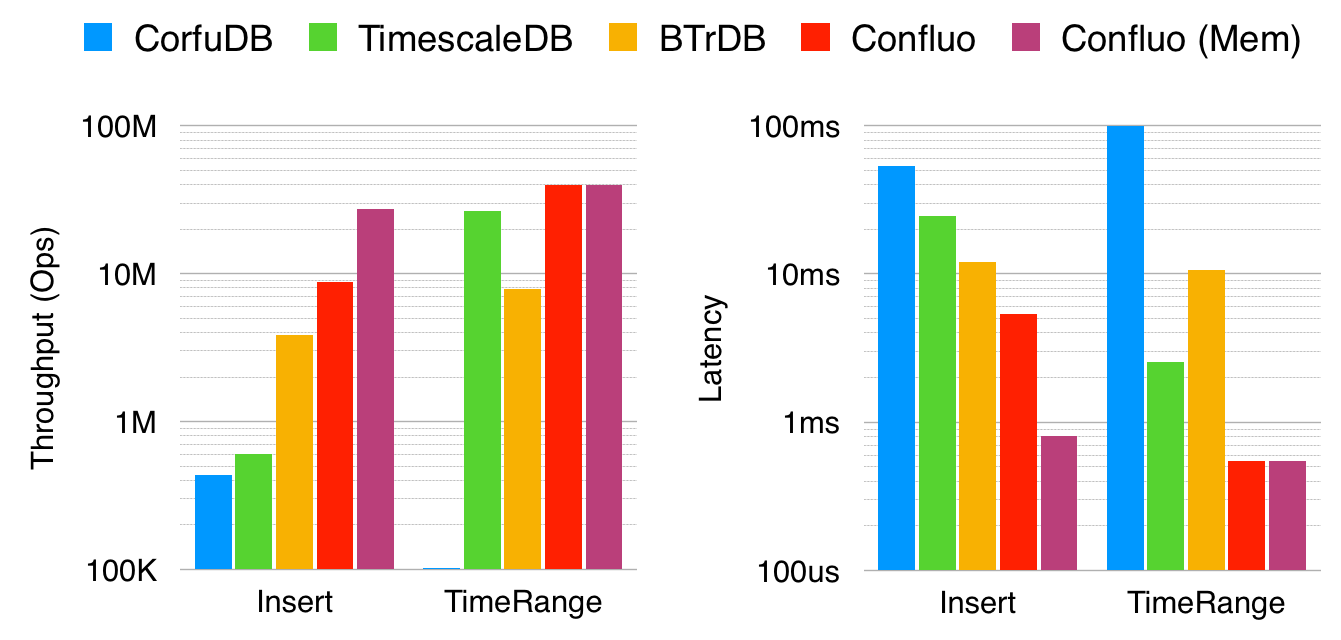 CorfuDB TimescaleDB BTrDB Confluo Confluo (Mem)
Throughput (Ops)
100M
10M
1M
100K
Insert TimeRange
Latency
100ms
10ms
1ms
100us
Insert TimeRange